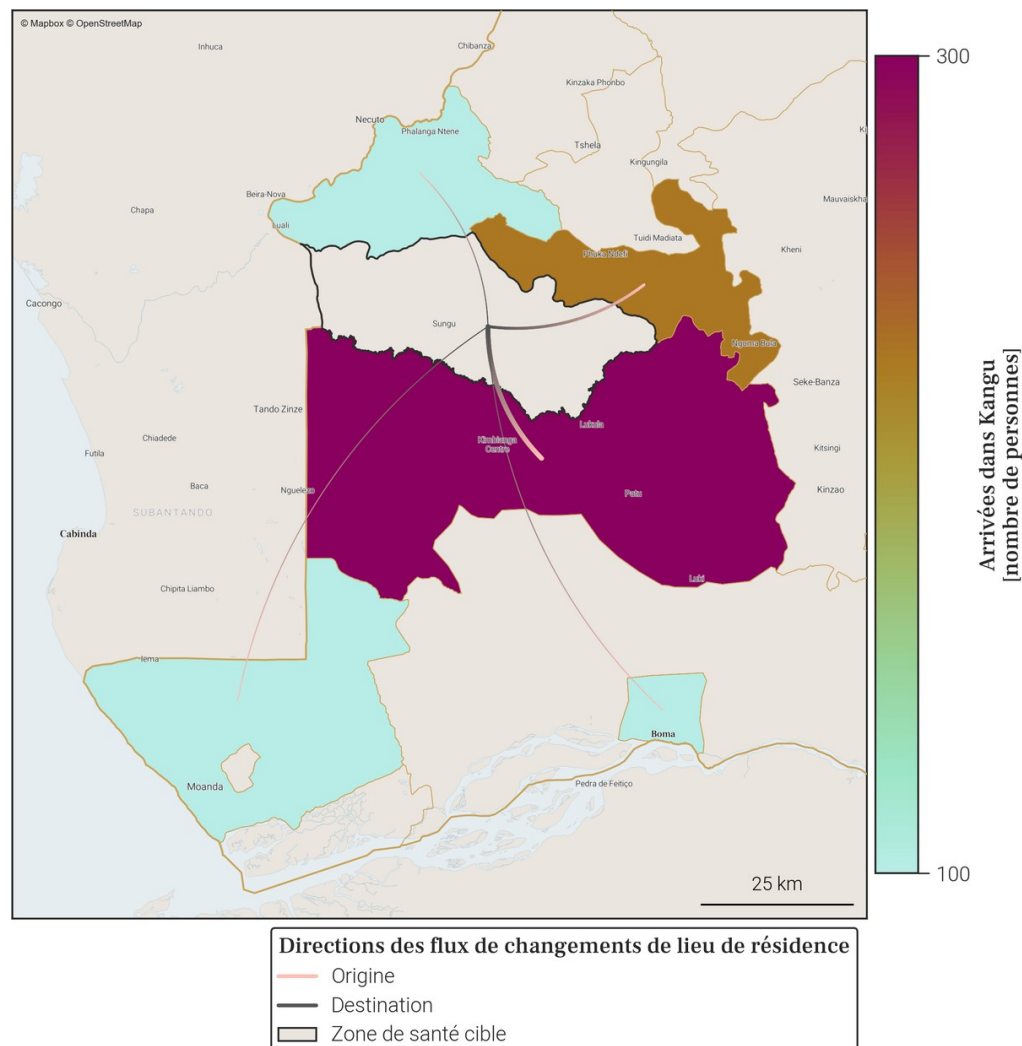 © Mapbox © OpenStreetMap
Inhuca
Chibanza
Kinzaka Phonbo
Necuto
Phalanga Ntene
Tshela
Kingungila
Beira-Nova
Mauvaiskha
Chapa
Luali
Tuidi Madiata
Kheni
Phuka Ndefi
Cacongo
Sungu
Ngoma Bula
Seke-Banza
Tando Zinze
Lukula
Chiadede
Kimbianga
Centre
Futila
Kitsingi
Baca
Nguelezo
Patu
Kinzao
SUBANTANDO
Cabinda
Chipita Liambo
Luki
Iema
Boma
Moanda
Pedra de Feitiço
25 km
300
100
Arrivées dans Kangu
[nombre de personnes]
Directions des flux de changements de lieu de résidence
Origine
Destination
Zone de santé cible